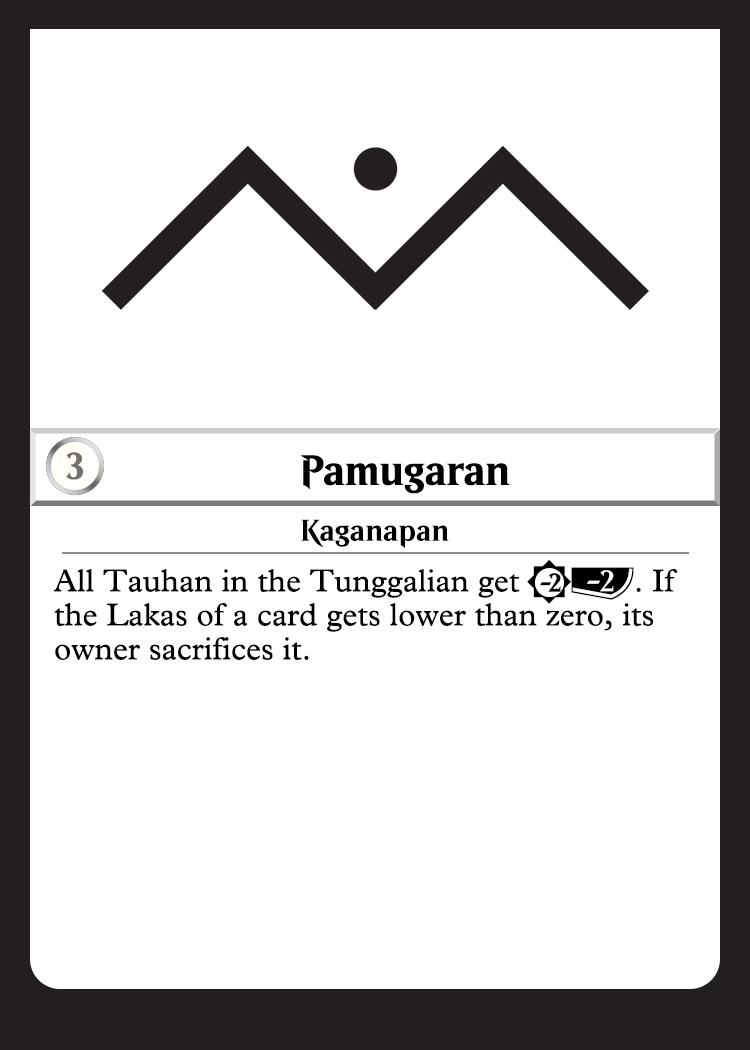 3
Pamugaran
Kaganapan
All Tauhan in the Tunggalian get -2 -2. If
the Lakas of a card gets lower than zero, its
owner sacrifices it.